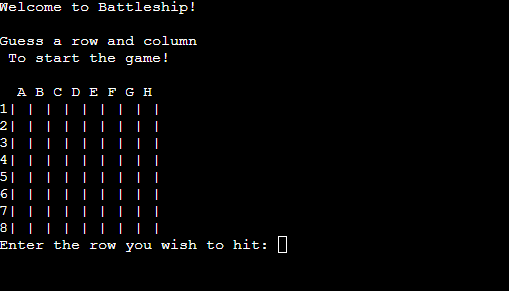 Welcome to Battleship!
Guess a row and column
To start the game!
A B C D E F G H
1| | | | | | | | |
2| | | | | | | | |
3| | | | | | | | |
4| | | | | | | | |
5| | | | | | | | |
6| | | | | | | | |
7| | | | | | | | |
8| | | | | | | | |
Enter the row you wish to hit: